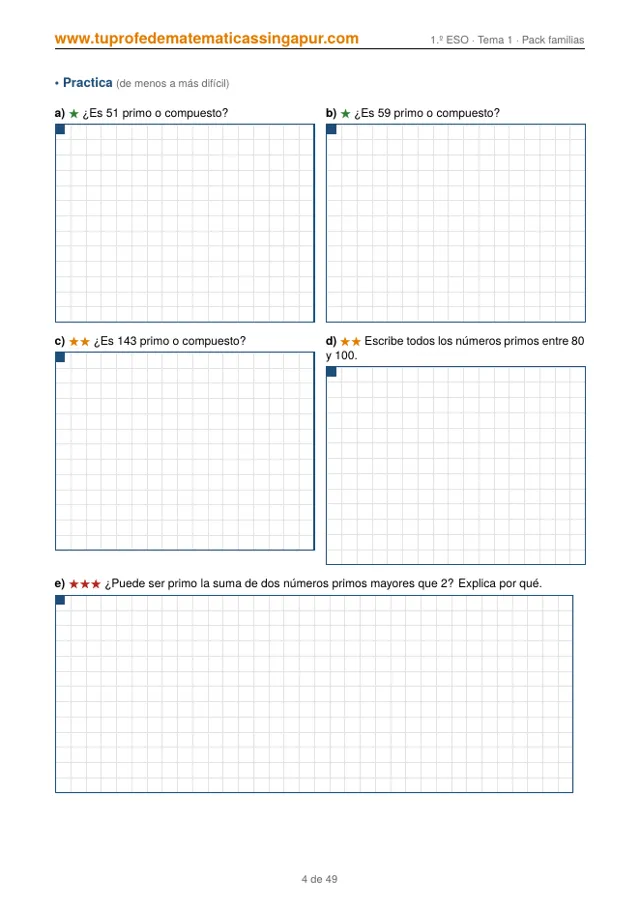 www.tuprofedematematicassingapur.com
1.º ESO · Tema 1 · Pack familias
• Practica (de menos a más difícil)
a) ★ ¿Es 51 primo o compuesto?
b) ★ ¿Es 59 primo o compuesto?
c) ★★ ¿Es 143 primo o compuesto?
d) ★★ Escribe todos los números primos entre 80
y 100.
e) ★★★ ¿Puede ser primo la suma de dos números primos mayores que 2? Explica por qué.
4 de 49